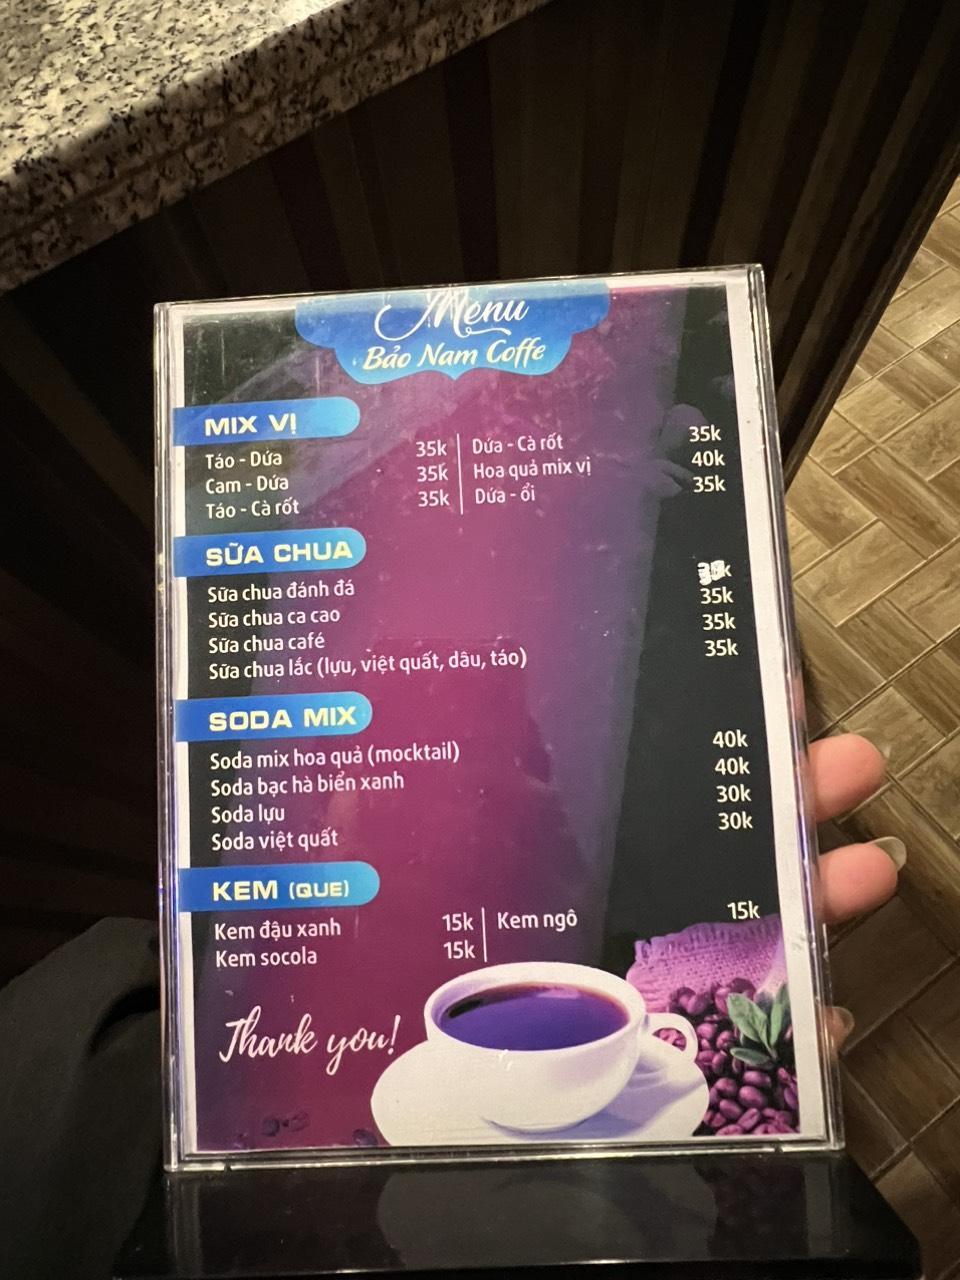 Menu
Bảo Nam Coffe
MIX VỊ
Táo - Dứa 35k
Cam - Dứa 35k
Táo - Cà rốt 35k
Dứa - Cà rốt 35k
Hoa quả mix vị 40k
Dứa - ổi 35k
SỮA CHUA
Sữa chua đánh đá
Sữa chua ca cao 35k
Sữa chua café 35k
Sữa chua lắc (lựu, việt quất, dâu, táo) 35k
SODA MIX
Soda mix hoa quả (mocktail) 40k
Soda bạc hà biển xanh 40k
Soda lựu 30k
Soda việt quất 30k
KEM (QUE)
Kem đậu xanh 15k
Kem socola 15k
Kem ngô 15k
Thank you!